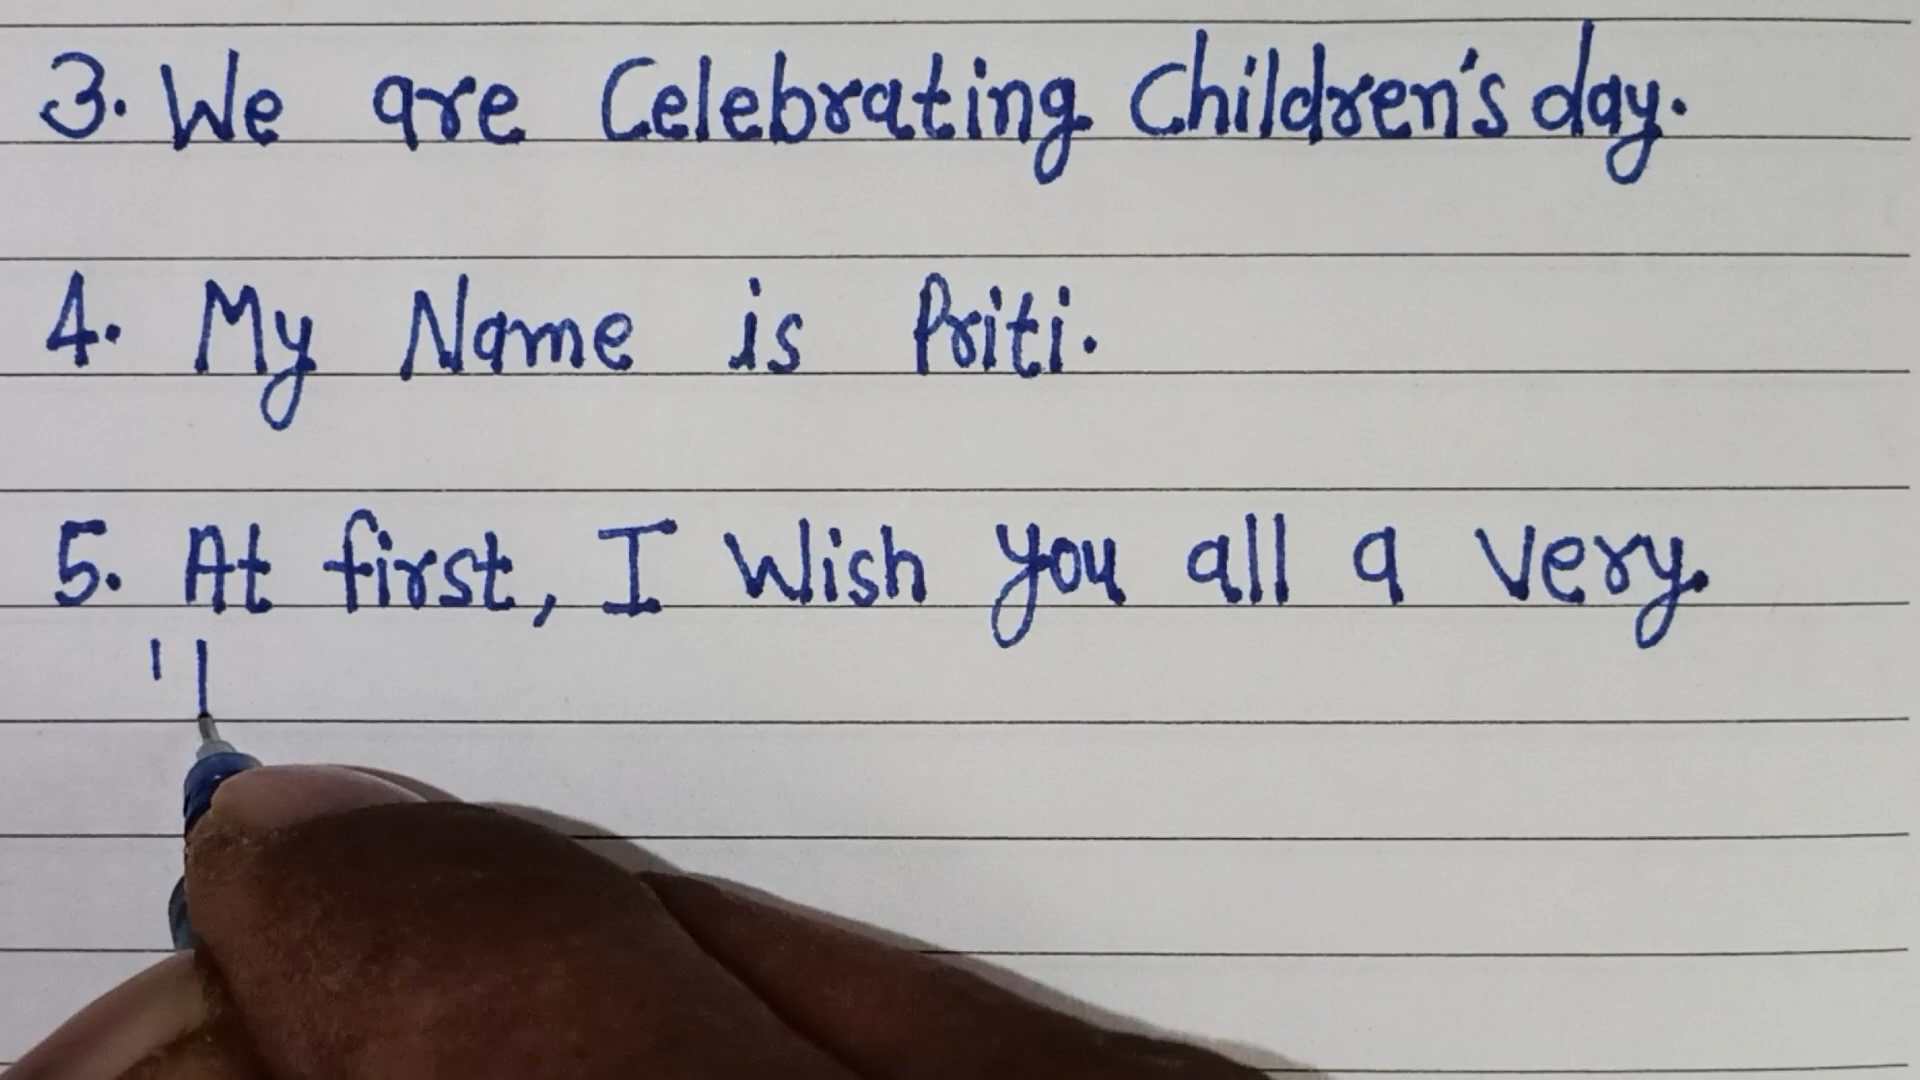 3. We are Celebrating Children's day.
4. My Name is Priti.
5. At first, I Wish you all a very